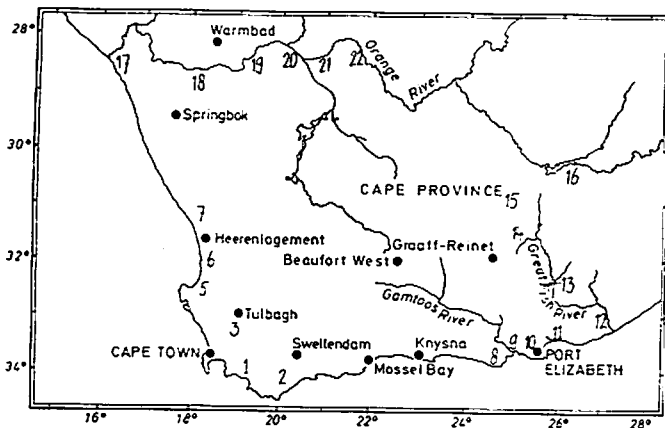 28°
Warmbad
17
18
19
20
21
22
Orange
River
Springbok
30°
16
CAPE PROVINCE
15
7
Heerenlogement
6
Graaff-Reinet
Beaufort West
32°
5
Great Fish River
13
Gamtoos River
Tulbagh
3
12
CAPE TOWN
1
Swellendam
2
Knysna
Mossel Bay
8
9
10
11
PORT
ELIZABETH
34°
16°
18°
20°
22°
24°
26°
28°